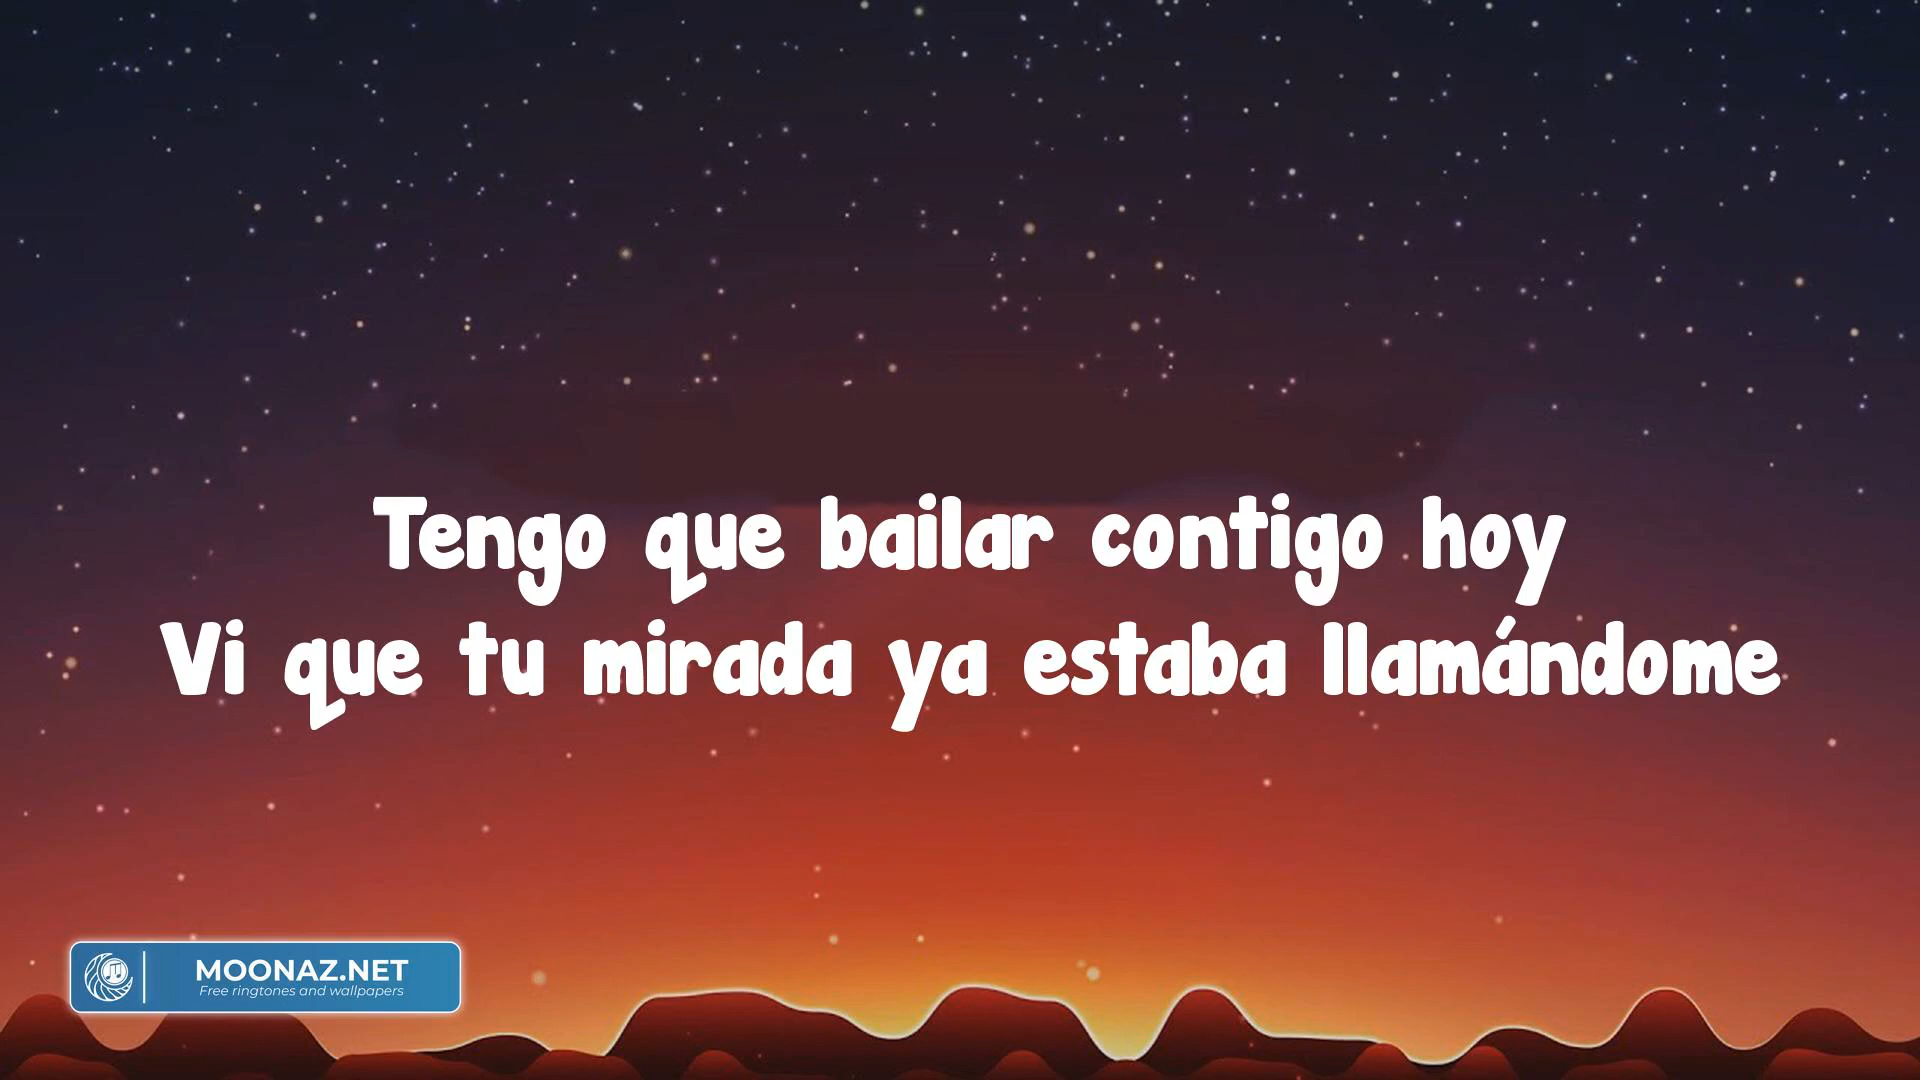 Tengo que bailar contigo hoy
Vi que tu mirada ya estaba llamándome
MOONAZ.NET
Free ringtones and wallpapers